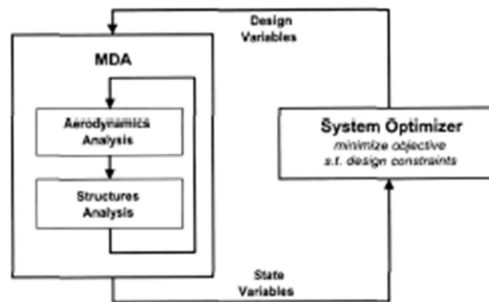 Design
Variables
MDA
Aerodynamics
Analysis
Structures
Analysis
System Optimizer
minimize objective
s.t. design constraints
State
Variables